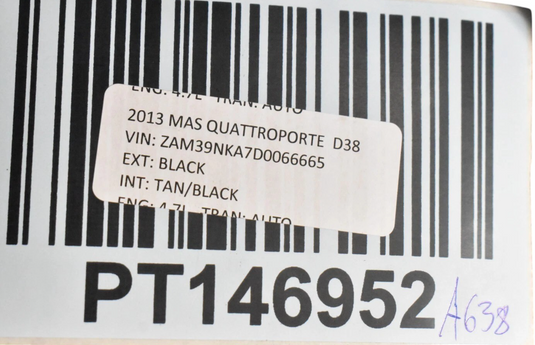 ENG: 4.7L TRAN: AUTO
2013 MAS QUATTROPORTE D38
VIN: ZAM39NKA7D0066665
EXT: BLACK
INT: TAN/BLACK
ENG: 4.7L TRAN: AUTO
PT146952
A638